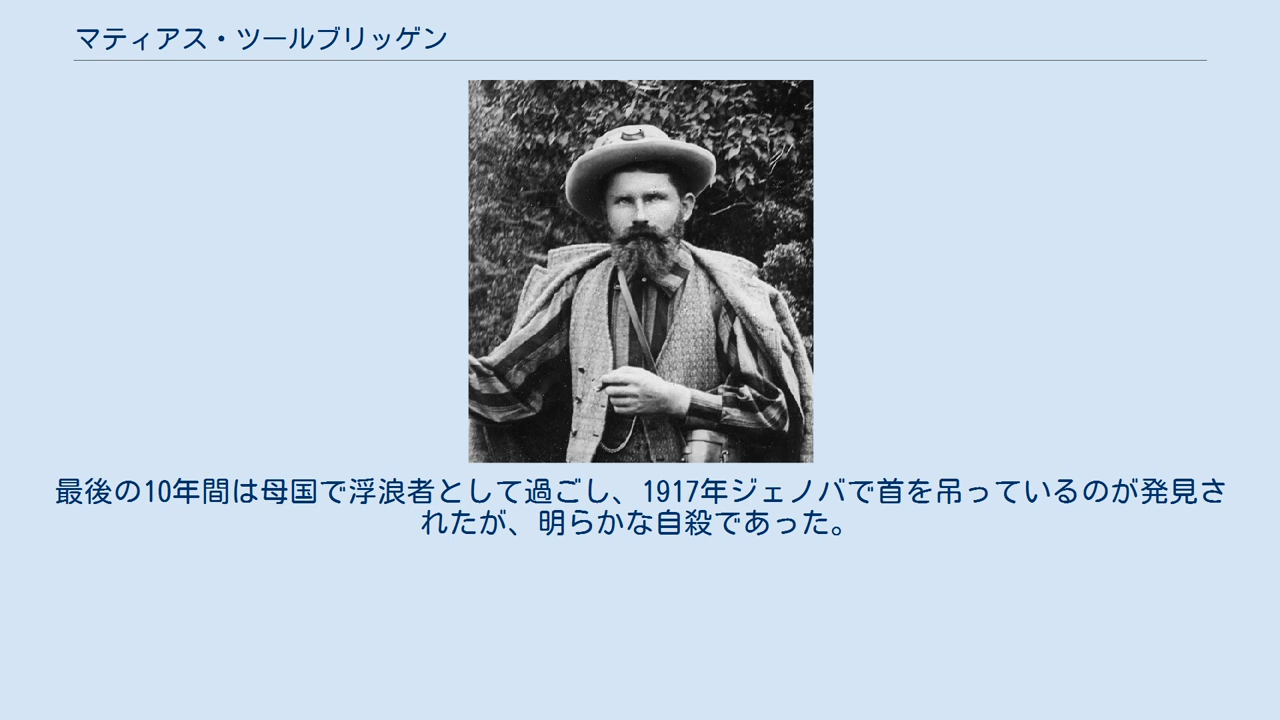 マティアス・ツールブリッゲン
最後の10年間は母国で浮浪者として過ごし、1917年ジェノバで首を吊っているのが発見さ
れたが、明らかな自殺であった。